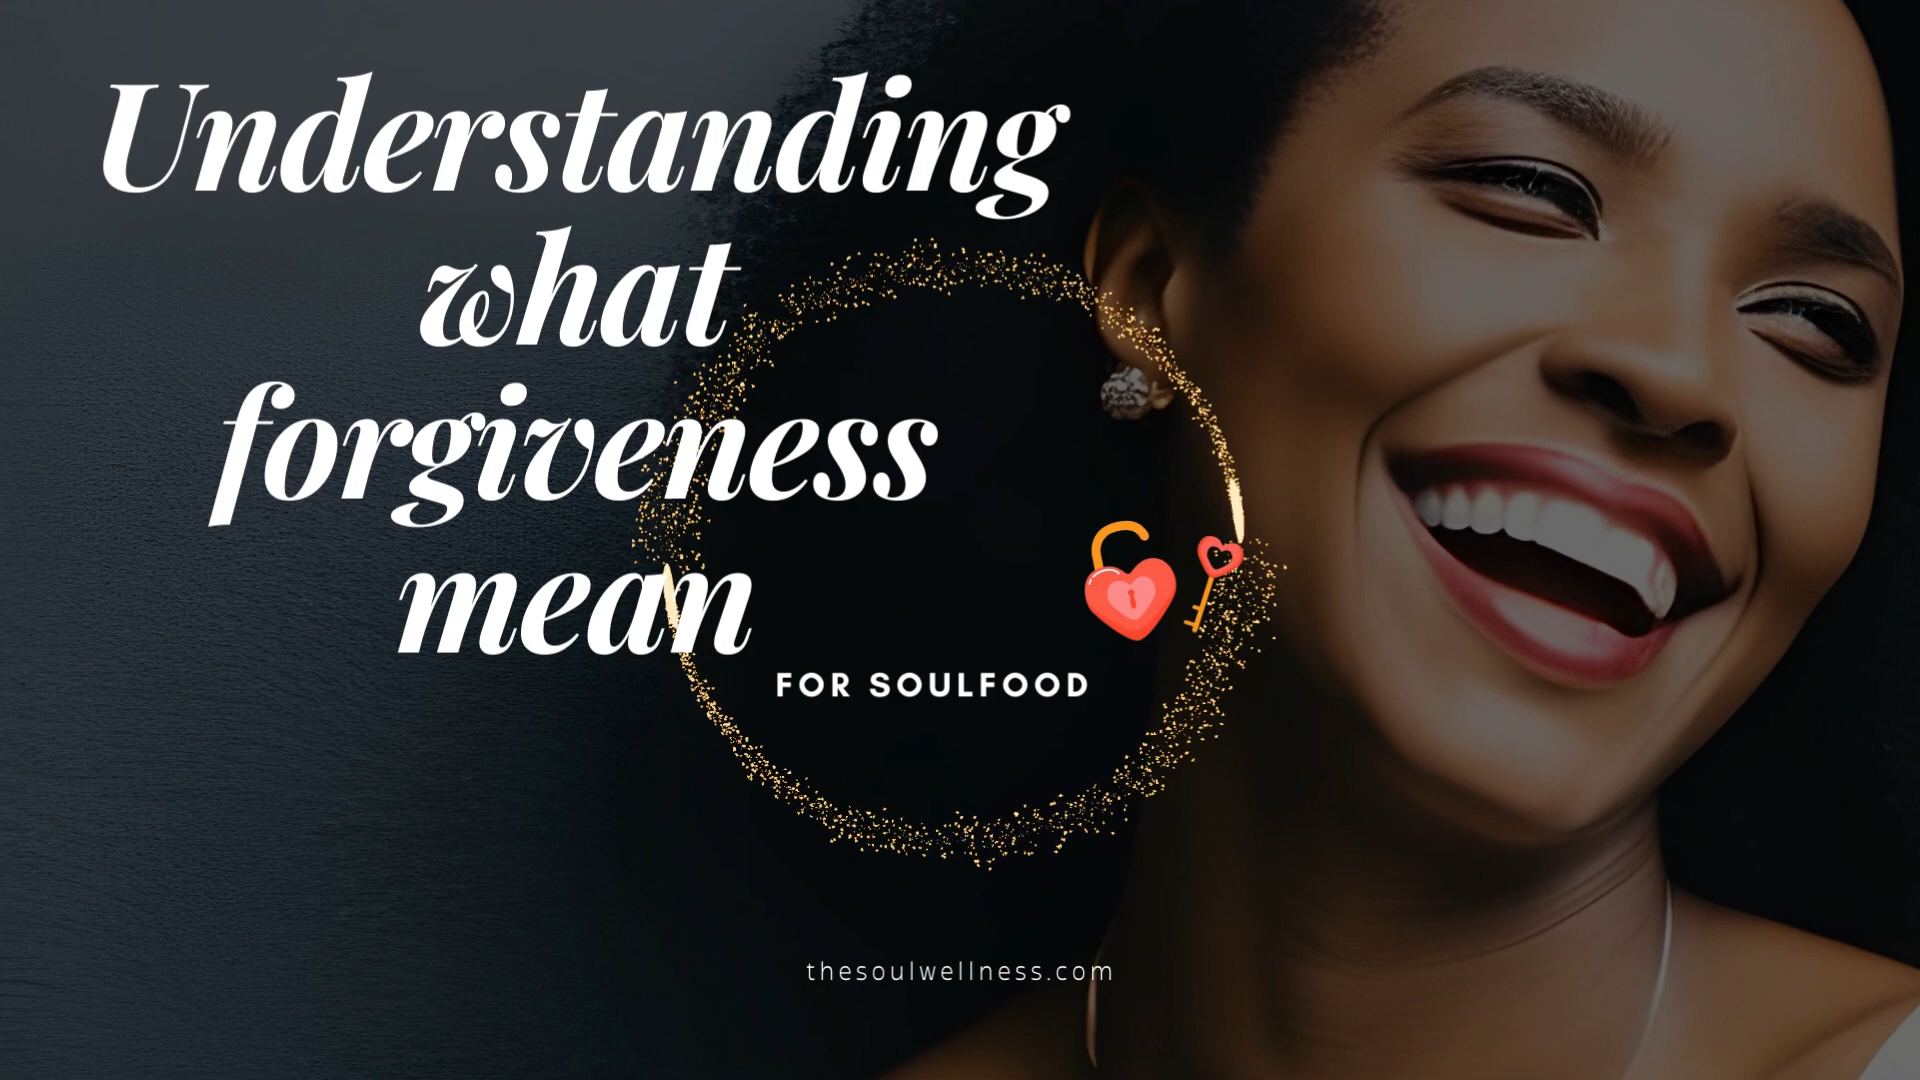 Understanding
what
forgiveness
mean
FOR SOULFOOD
thesoulwellness.com